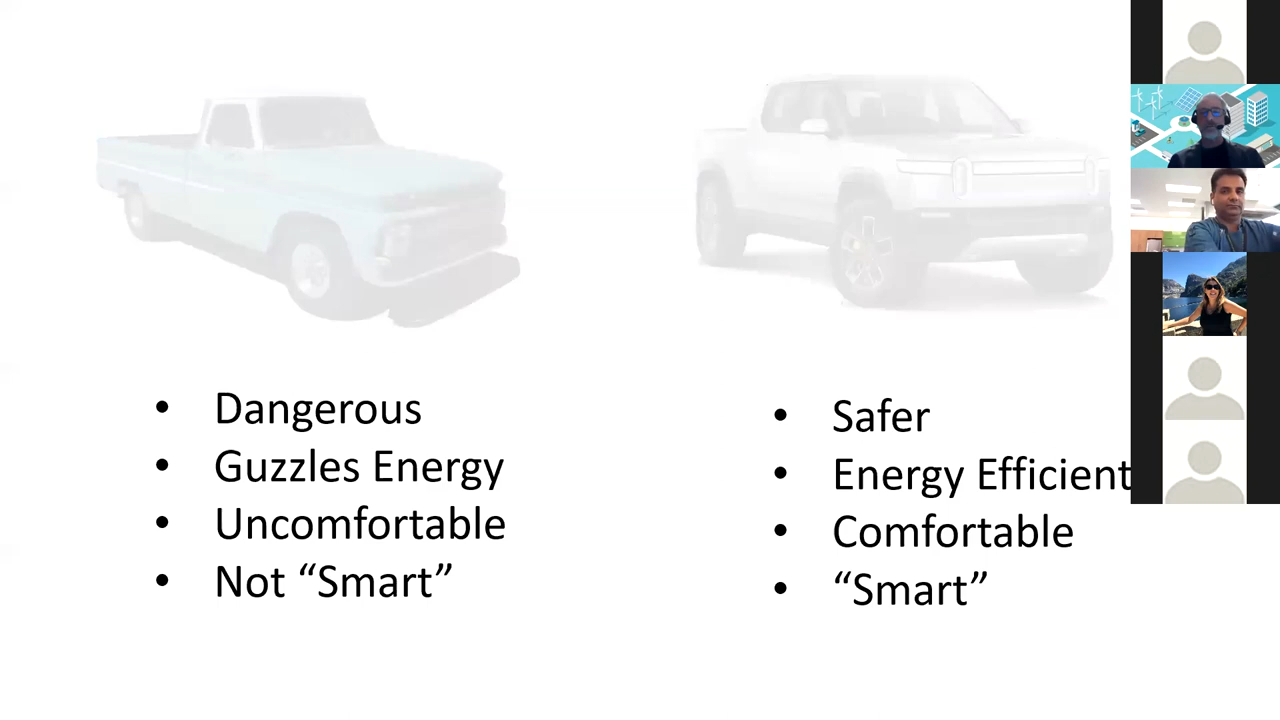 • Dangerous
• Guzzles Energy
• Uncomfortable
• Not “Smart”
• Safer
• Energy Efficient
• Comfortable
• “Smart”